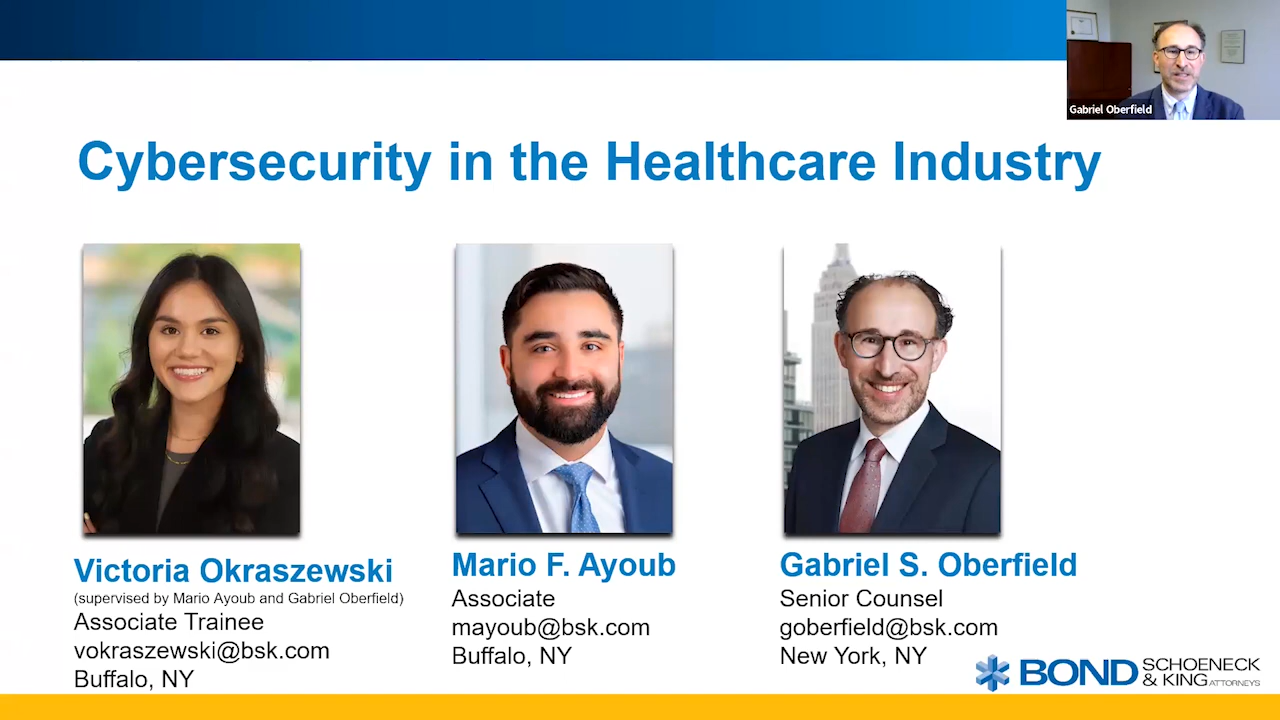 Gabriel Oberfield
Cybersecurity in the Healthcare Industry
Victoria Okraszewski
(supervised by Mario Ayoub and Gabriel Oberfield)
Associate Trainee
vokraszewski@bsk.com
Buffalo, NY
Mario F. Ayoub
Associate
mayoub@bsk.com
Buffalo, NY
Gabriel S. Oberfield
Senior Counsel
goberfield@bsk.com
New York, NY
BOND SCHOENECK
& KING ATTORNEYS